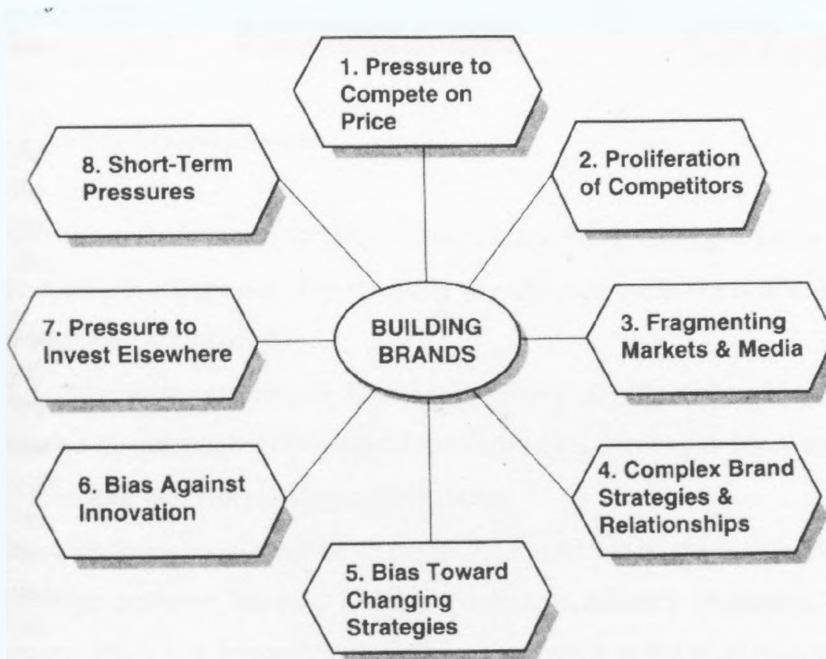 1. Pressure to
Compete on
Price
2. Proliferation
of Competitors
3. Fragmenting
Markets & Media
4. Complex Brand
Strategies &
Relationships
5. Bias Toward
Changing
Strategies
6. Bias Against
Innovation
7. Pressure to
Invest Elsewhere
8. Short-Term
Pressures
BUILDING
BRANDS